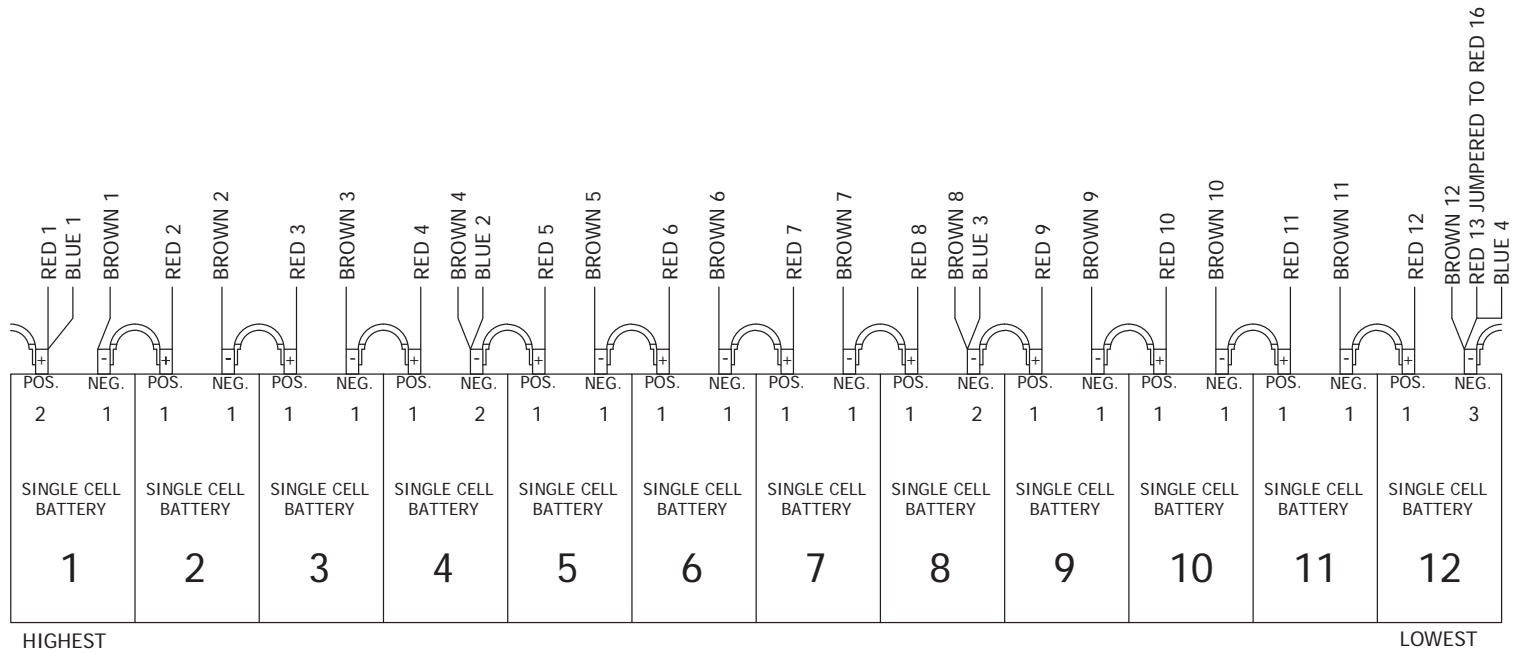 RED 1
BLUE 1
BROWN 1
RED 2
BROWN 2
RED 3
BROWN 3
RED 4
BROWN 4
BLUE 2
RED 5
BROWN 5
RED 6
BROWN 6
RED 7
BROWN 7
RED 8
BROWN 8
BLUE 3
RED 9
BROWN 9
RED 10
BROWN 10
RED 11
BROWN 11
RED 12
BROWN 12
RED 13 JUMPERED TO RED 16
BLUE 4
+ - + - + - + - + - + - + - + - + - + - + - + -
POS. NEG. POS. NEG. POS. NEG. POS. NEG. POS. NEG. POS. NEG. POS. NEG. POS. NEG. POS. NEG. POS. NEG. POS. NEG. POS. NEG.
2 1 1 1 1 1 1 2 1 1 1 1 1 1 1 2 1 1 1 1 1 1 1 3
SINGLE CELL SINGLE CELL SINGLE CELL SINGLE CELL SINGLE CELL SINGLE CELL SINGLE CELL SINGLE CELL SINGLE CELL SINGLE CELL SINGLE CELL SINGLE CELL
BATTERY BATTERY BATTERY BATTERY BATTERY BATTERY BATTERY BATTERY BATTERY BATTERY BATTERY BATTERY
1 2 3 4 5 6 7 8 9 10 11 12
HIGHEST LOWEST